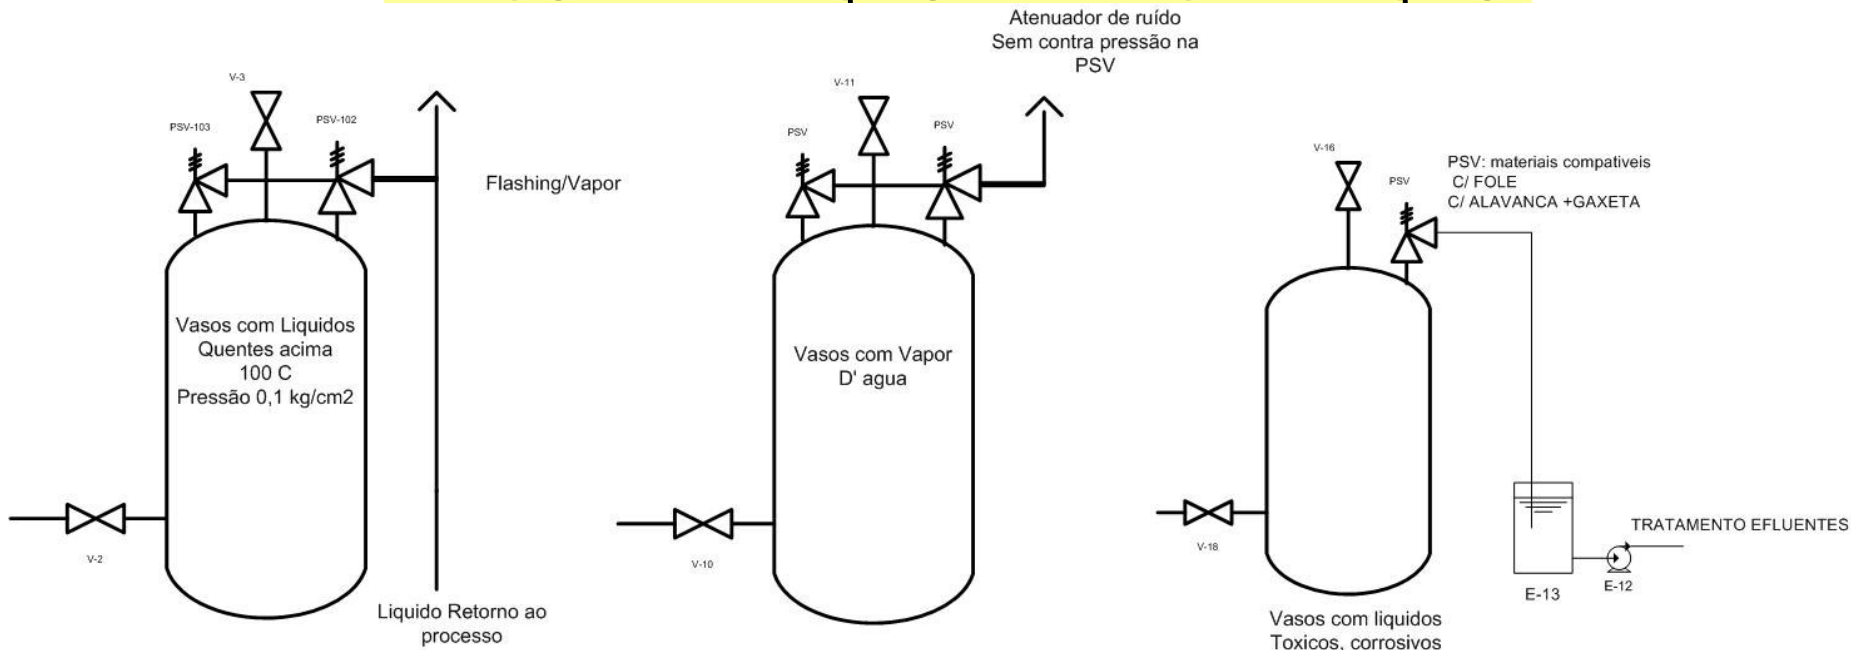 Atenuador de ruído
Sem contra pressão na
PSV
V-3
PSV-103
PSV-102
Flashing/Vapor
Vasos com Liquidos
Quentes acima
100 C
Pressão 0,1 kg/cm2
V-2
Liquido Retorno ao
processo
V-11
PSV
PSV
Vasos com Vapor
D' agua
V-10
V-16
PSV
PSV: materiais compativeis
C/ FOLE
C/ ALAVANCA +GAXETA
V-18
TRATAMENTO EFLUENTES
E-12
E-13
Vasos com liquidos
Toxicos, corrosivos